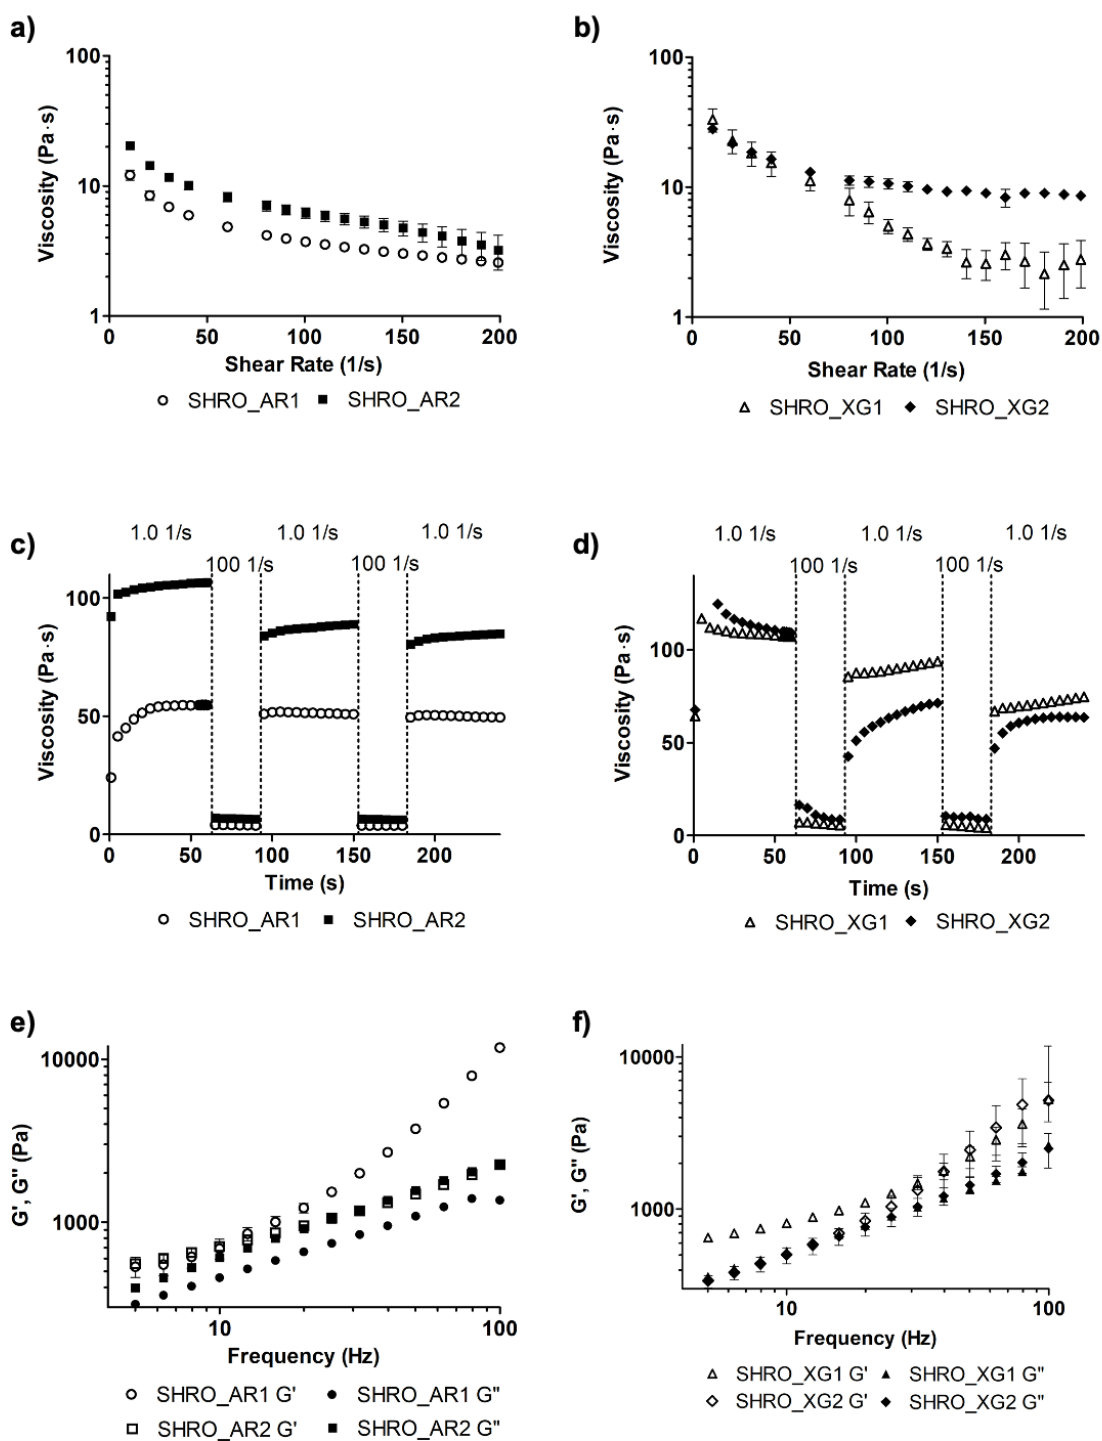 a)
100
10
1
Viscosity (Pa·s)
0 50 100 150 200
Shear Rate (1/s)
SHRO_AR1 SHRO_AR2
b)
100
10
1
Viscosity (Pa·s)
0 50 100 150 200
Shear Rate (1/s)
SHRO_XG1 SHRO_XG2
c)
1.0 1/s 1.0 1/s 1.0 1/s
100 1/s 100 1/s
100
50
0
Viscosity (Pa·s)
0 50 100 150 200
Time (s)
SHRO_AR1 SHRO_AR2
d)
1.0 1/s 1.0 1/s 1.0 1/s
100 1/s 100 1/s
100
50
0
Viscosity (Pa·s)
0 50 100 150 200
Time (s)
SHRO_XG1 SHRO_XG2
e)
10000
1000
G', G'' (Pa)
10 100
Frequency (Hz)
SHRO_AR1 G' SHRO_AR1 G''
SHRO_AR2 G' SHRO_AR2 G''
f)
10000
1000
G', G'' (Pa)
10 100
Frequency (Hz)
SHRO_XG1 G' SHRO_XG1 G''
SHRO_XG2 G' SHRO_XG2 G''